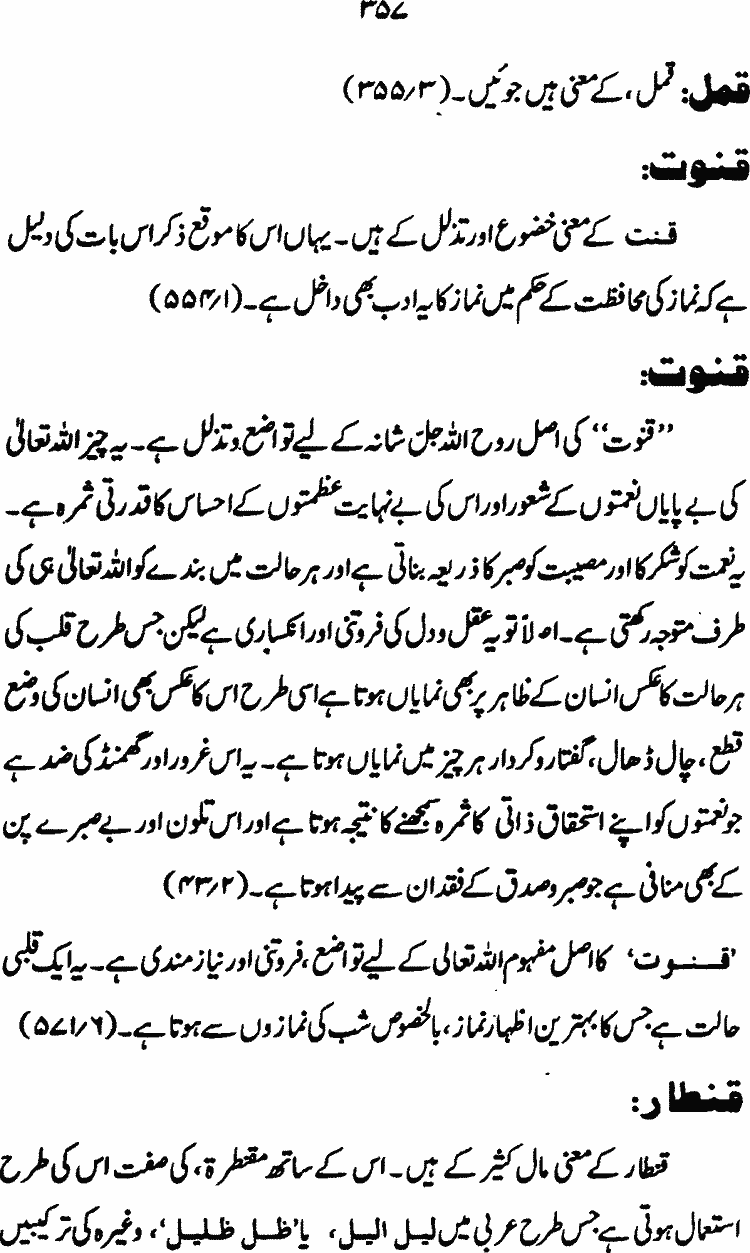 ۳۵۷
قمل: قمل، کے معنی ہیں جوئیں۔ (۳۵۵/۳)
قنوت:
قنت کے معنی خضوع اور تذلل کے ہیں۔ یہاں اس کا موقع ذکر اس بات کی دلیل
ہے کہ نماز کی محافظت کے حکم میں نماز کا یہ ادب بھی داخل ہے۔ (۵۵۴/۱)
قنوت:
”قنوت“ کی اصل روح اللہ جلّ شانہ کے لیے تواضع و تذلل ہے۔ یہ چیز اللہ تعالیٰ
کی بے پایاں نعمتوں کے شعور اور اس کی بے نہایت عظمتوں کے احساس کا قدرتی ثمرہ ہے۔
یہ نعمت کو شکر کا اور مصیبت کو صبر کا ذریعہ بناتی ہے اور ہر حالت میں بندے کو اللہ تعالیٰ ہی کی
طرف متوجہ رکھتی ہے۔ اصلاً تو یہ عقل و دل کی فروتنی اور انکساری ہے لیکن جس طرح قلب کی
ہر حالت کا عکس انسان کے ظاہر پر بھی نمایاں ہوتا ہے اسی طرح اس کا عکس بھی انسان کی وضع
قطع، چال ڈھال، گفتار و کردار ہر چیز میں نمایاں ہوتا ہے۔ یہ اس غرور اور گھمنڈ کی ضد ہے
جو نعمتوں کو اپنے استحقاق ذاتی کا ثمرہ سمجھنے کا نتیجہ ہوتا ہے اور اس تلون اور بے صبرے پن
کے بھی منافی ہے جو صبر و صدق کے فقدان سے پیدا ہوتا ہے۔ (۴۳/۲)
’قنوت‘ کا اصل مفہوم اللہ تعالی کے لیے تواضع، فروتنی اور نیازمندی ہے۔ یہ ایک قلبی
حالت ہے جس کا بہترین اظہار نماز، بالخصوص شب کی نمازوں سے ہوتا ہے۔ (۵۷۱/۶)
قنطار:
قنطار کے معنی مال کثیر کے ہیں۔ اس کے ساتھ مقنطرۃ، کی صفت اس کی طرح
استعمال ہوتی ہے جس طرح عربی میں لیل الیل، یا ’ظل ظلیل‘، وغیرہ کی ترکیبیں